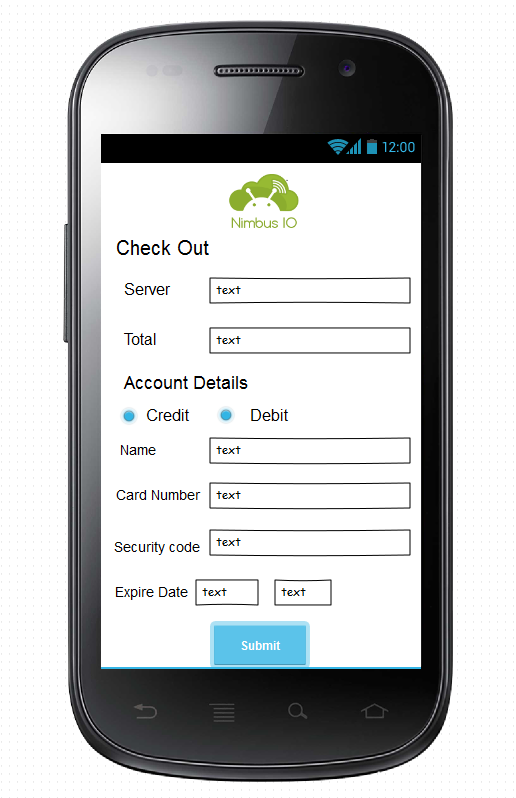 12:00
Nimbus IO
Check Out
Server text
Total text
Account Details
Credit Debit
Name text
Card Number text
Security code text
Expire Date text text
Submit